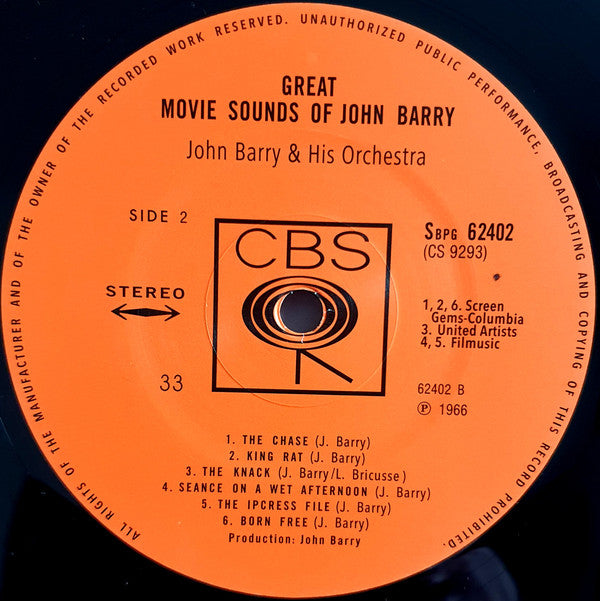 ALL RIGHTS OF THE MANUFACTURER AND OF THE OWNER OF THE RECORDED WORK RESERVED. UNAUTHORIZED PUBLIC PERFORMANCE, BROADCASTING AND COPYING OF THIS RECORD PROHIBITED.
GREAT
MOVIE SOUNDS OF JOHN BARRY
John Barry & His Orchestra
SIDE 2
CBS
SBPG 62402
(CS 9293)
STEREO
1, 2, 6. Screen
Gems-Columbia
3. United Artists
4, 5. Filmusic
33
62402 B
℗ 1966
1. THE CHASE (J. Barry)
2. KING RAT (J. Barry)
3. THE KNACK (J. Barry/L. Bricusse)
4. SEANCE ON A WET AFTERNOON (J. Barry)
5. THE IPCRESS FILE (J. Barry)
6. BORN FREE (J. Barry)
Production: John Barry